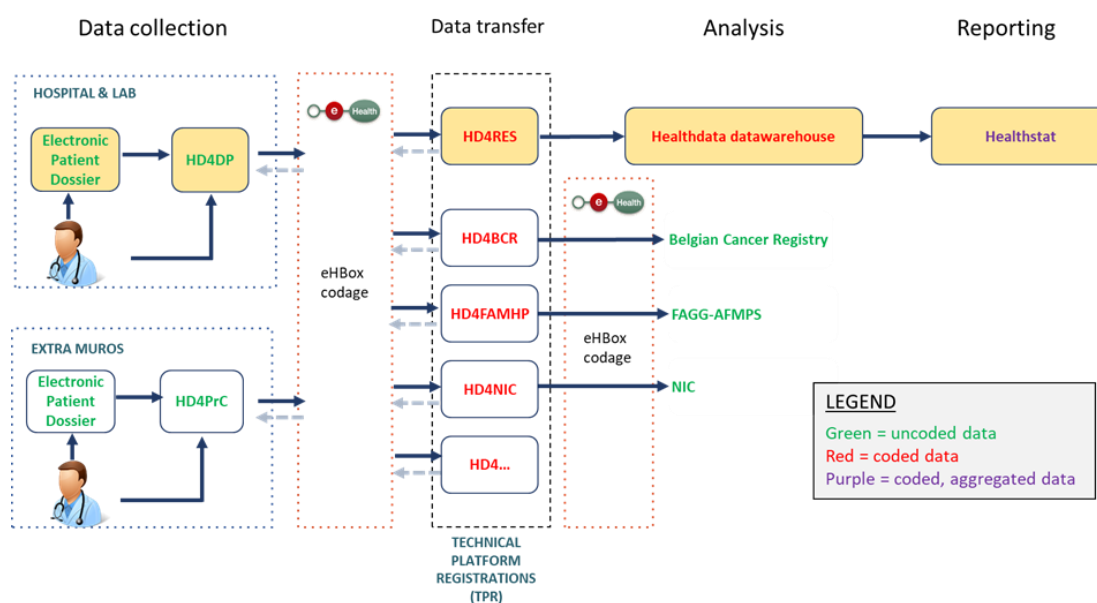 Data collection
Data transfer
Analysis
Reporting
HOSPITAL & LAB
Electronic
Patient
Dossier
HD4DP
e
Health
eHBox
codage
HD4RES
Healthdata datawarehouse
Healthstat
e
Health
HD4BCR
Belgian Cancer Registry
HD4FAMHP
FAGG-AFMPS
eHBox
codage
HD4NIC
NIC
HD4...
EXTRA MUROS
Electronic
Patient
Dossier
HD4PrC
TECHNICAL
PLATFORM
REGISTRATIONS
(TPR)
LEGEND
Green = uncoded data
Red = coded data
Purple = coded, aggregated data